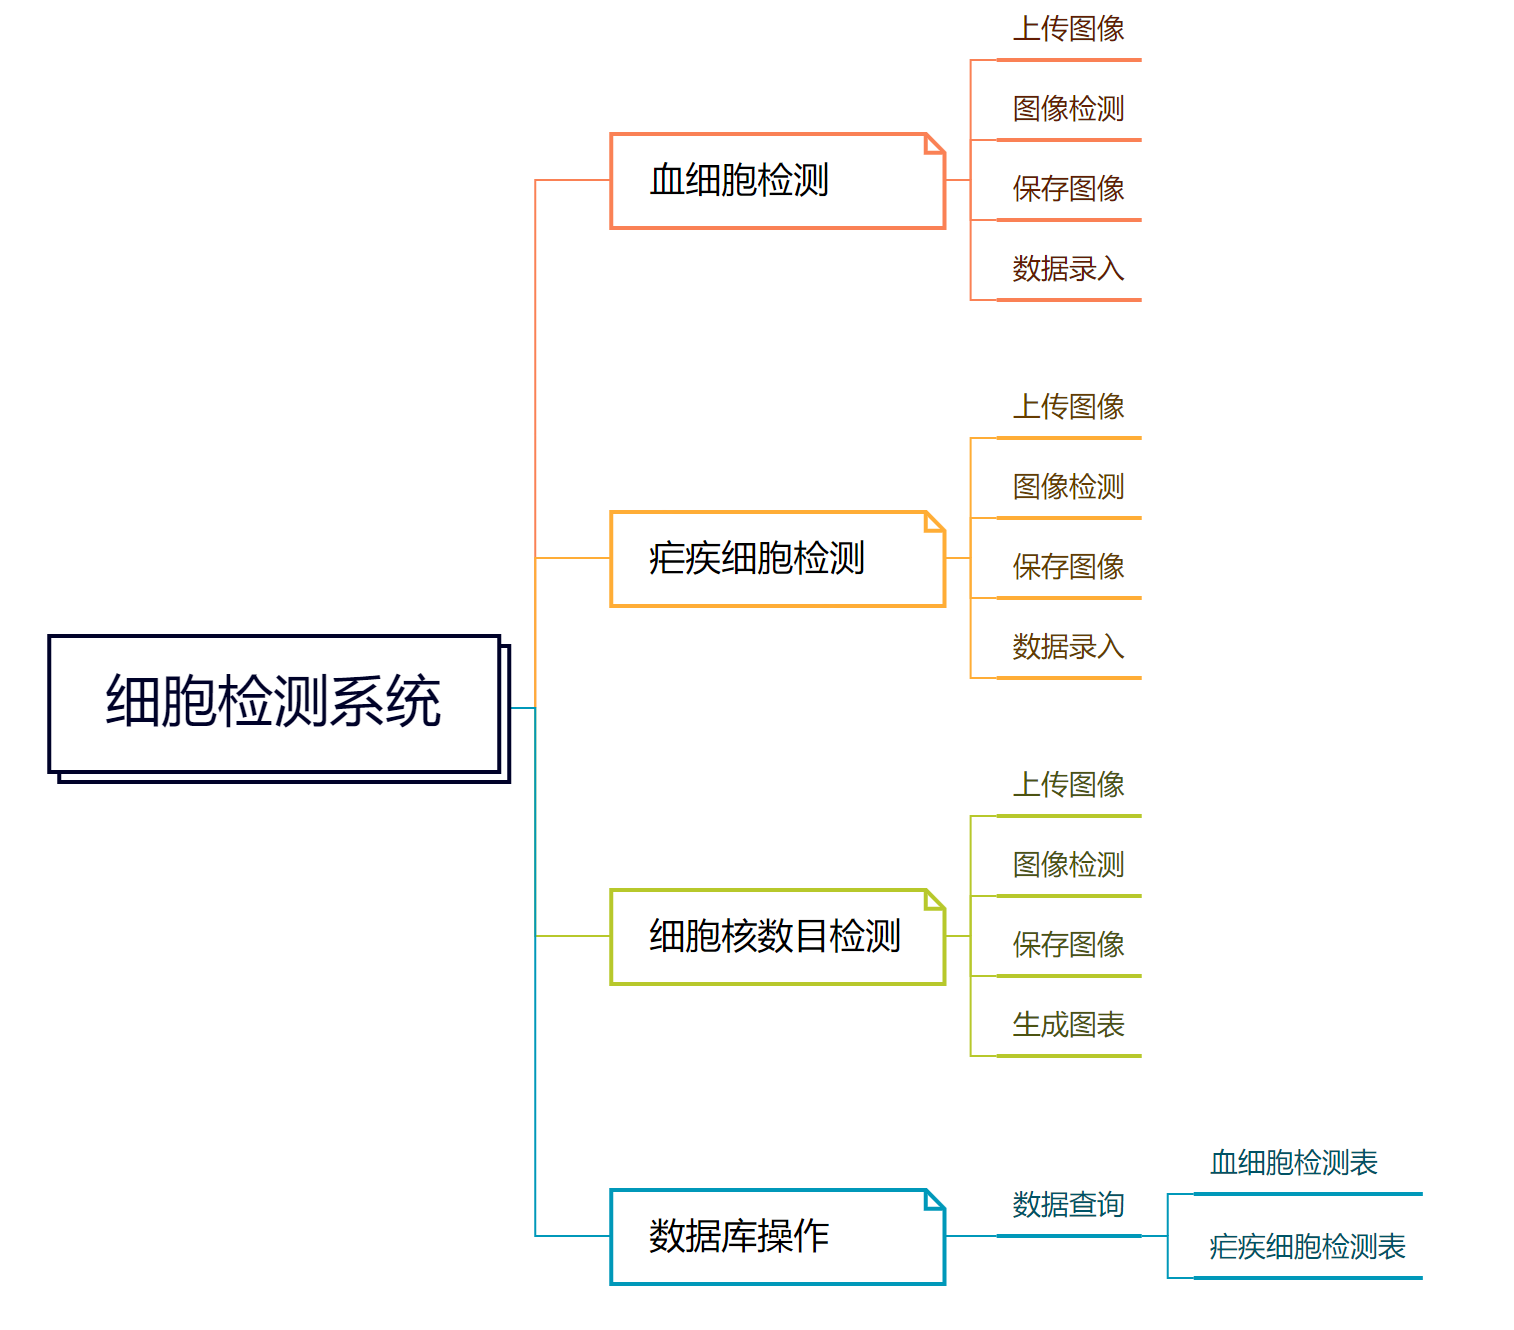 细胞检测系统
血细胞检测
上传图像
图像检测
保存图像
数据录入
疟疾细胞检测
上传图像
图像检测
保存图像
数据录入
细胞核数目检测
上传图像
图像检测
保存图像
生成图表
数据库操作
数据查询
血细胞检测表
疟疾细胞检测表